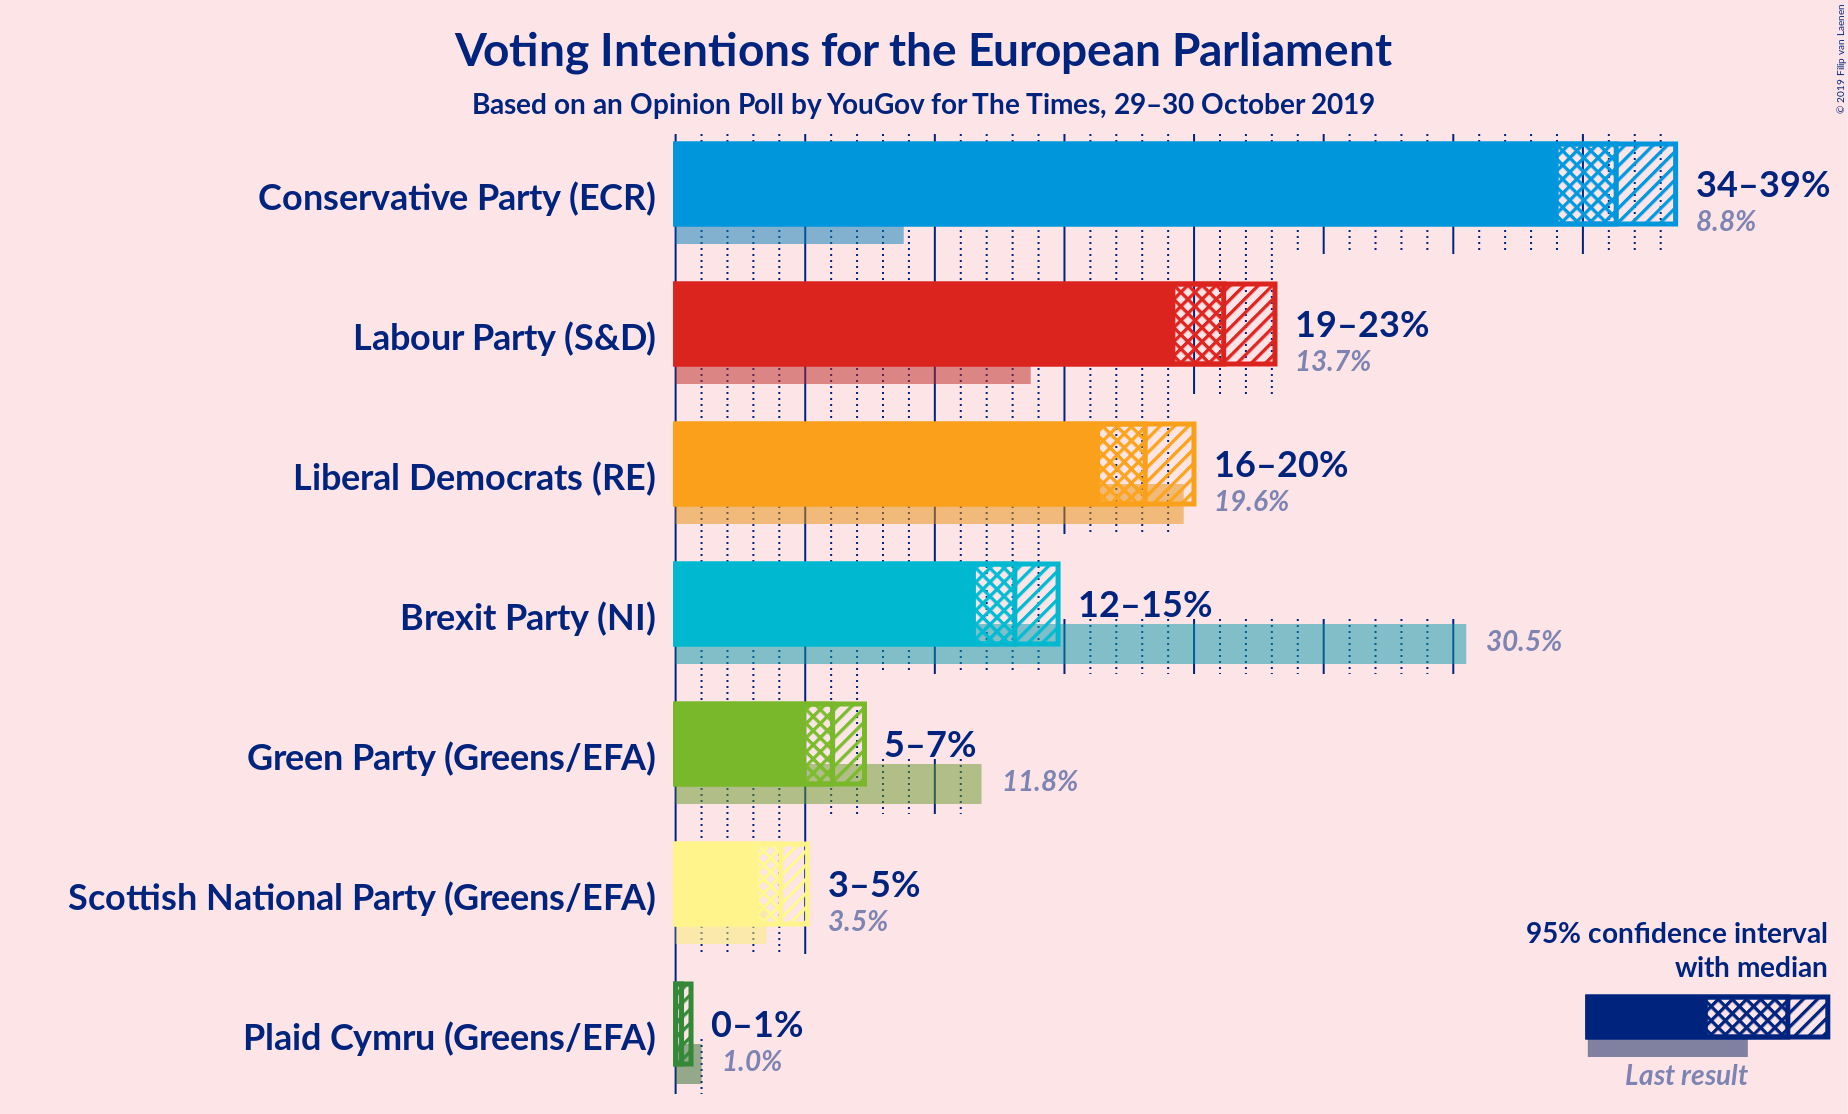 Voting Intentions for the European Parliament
Based on an Opinion Poll by YouGov for The Times, 29–30 October 2019
© 2019 Filip van Laenen
Conservative Party (ECR)
34–39%
8.8%
Labour Party (S&D)
19–23%
13.7%
Liberal Democrats (RE)
16–20%
19.6%
Brexit Party (NI)
12–15%
30.5%
Green Party (Greens/EFA)
5–7%
11.8%
Scottish National Party (Greens/EFA)
3–5%
3.5%
Plaid Cymru (Greens/EFA)
0–1%
1.0%
95% confidence interval
with median
Last result